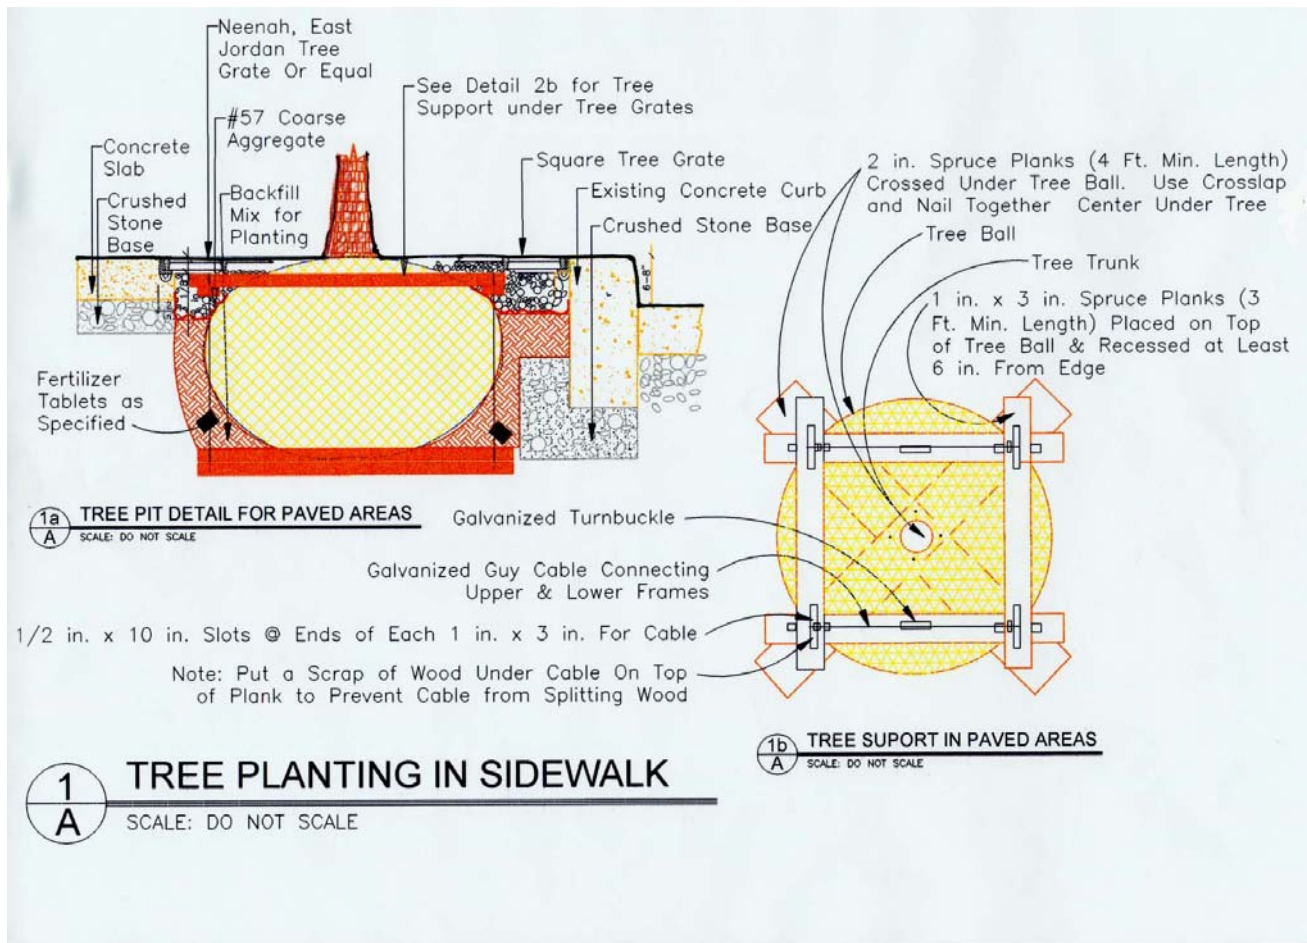 Neenah, East
Jordan Tree
Grate Or Equal
See Detail 2b for Tree
Support under Tree Grates
#57 Coarse
Aggregate
Concrete
Slab
Square Tree Grate
Existing Concrete Curb
Crushed
Stone
Base
Backfill
Mix for
Planting
Crushed Stone Base
6-8"
Fertilizer
Tablets as
Specified
1a
A
TREE PIT DETAIL FOR PAVED AREAS
SCALE: DO NOT SCALE
2 in. Spruce Planks (4 Ft. Min. Length)
Crossed Under Tree Ball. Use Crosslap
and Nail Together Center Under Tree
Tree Ball
Tree Trunk
1 in. x 3 in. Spruce Planks (3
Ft. Min. Length) Placed on Top
of Tree Ball & Recessed at Least
6 in. From Edge
Galvanized Turnbuckle
Galvanized Guy Cable Connecting
Upper & Lower Frames
1/2 in. x 10 in. Slots @ Ends of Each 1 in. x 3 in. For Cable
Note: Put a Scrap of Wood Under Cable On Top
of Plank to Prevent Cable from Splitting Wood
1b
A
TREE SUPORT IN PAVED AREAS
SCALE: DO NOT SCALE
1
A
TREE PLANTING IN SIDEWALK
SCALE: DO NOT SCALE